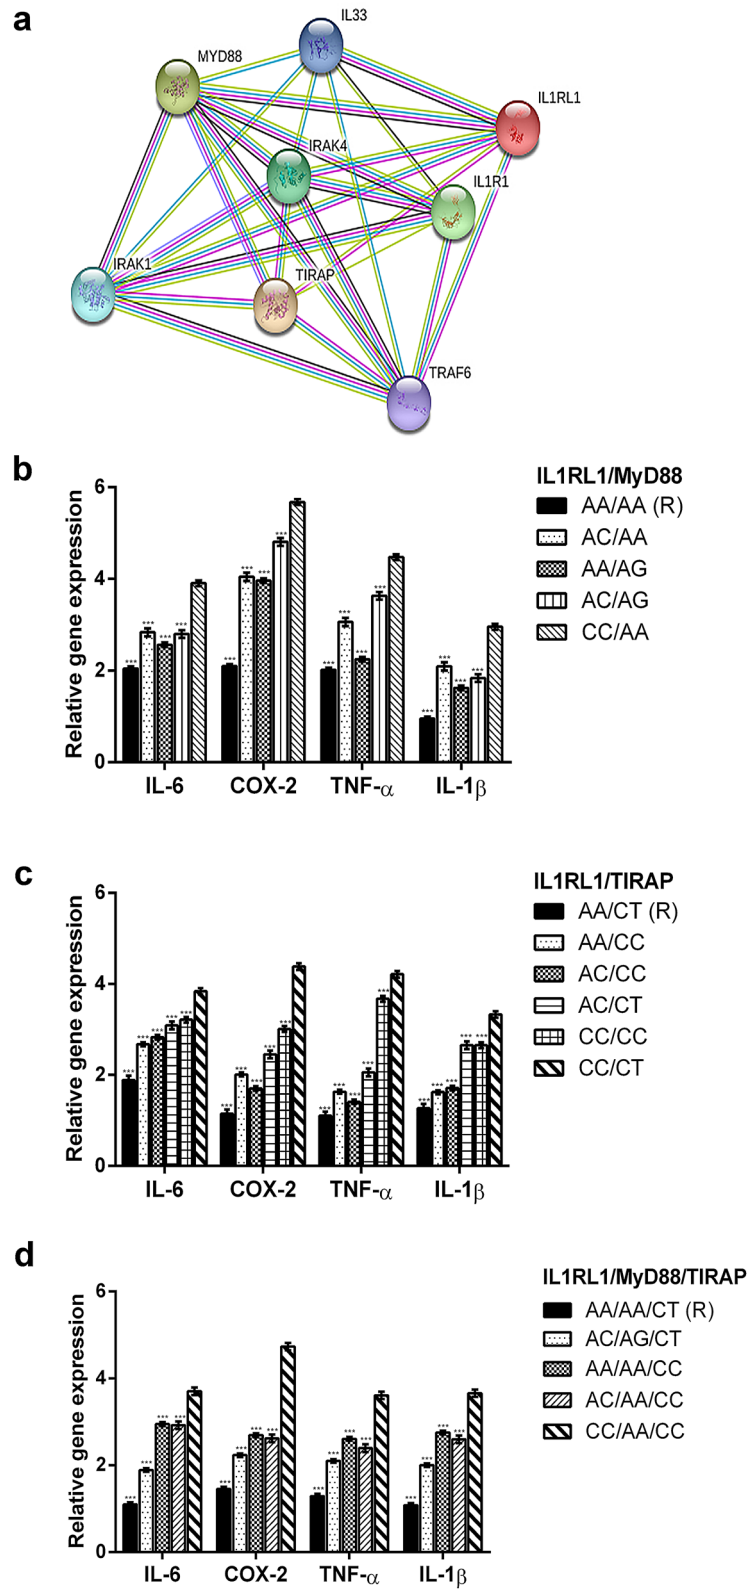 a
IL33
MYD88
IL1RL1
IRAK4
IL1R1
IRAK1
TIRAP
TRAF6
b
IL1RL1/MyD88
AA/AA (R)
AC/AA
AA/AG
AC/AG
CC/AA
Relative gene expression
6
4
2
0
*** *** *** ***
*** *** *** ***
*** *** *** ***
*** *** *** ***
IL-6 COX-2 TNF-α IL-1β
c
IL1RL1/TIRAP
AA/CT (R)
AA/CC
AC/CC
AC/CT
CC/CC
CC/CT
Relative gene expression
6
4
2
0
*** *** *** *** ***
*** *** *** *** ***
*** *** *** *** ***
*** *** *** *** ***
IL-6 COX-2 TNF-α IL-1β
d
IL1RL1/MyD88/TIRAP
AA/AA/CT (R)
AC/AG/CT
AA/AA/CC
AC/AA/CC
CC/AA/CC
Relative gene expression
6
4
2
0
*** *** *** ***
*** *** *** ***
*** *** *** ***
*** *** *** ***
IL-6 COX-2 TNF-α IL-1β